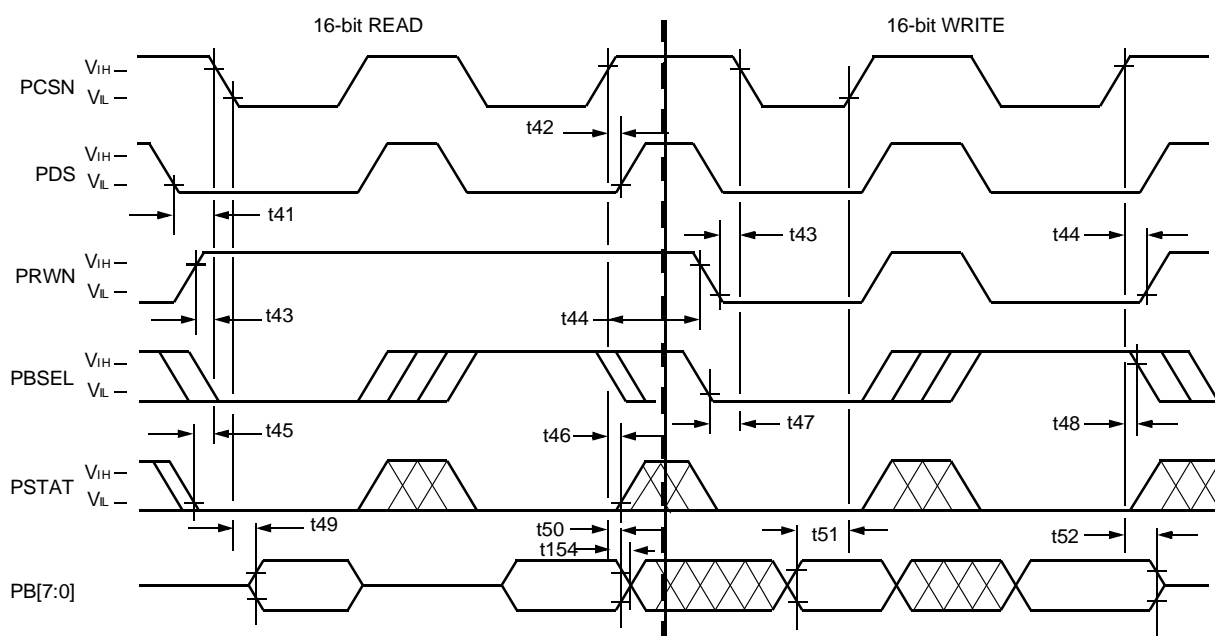 16-bit READ
16-bit WRITE
PCSN
VIH
VIL
t42
PDS
VIH
VIL
t41
t43
t44
PRWN
VIH
VIL
t43
t44
PBSEL
VIH
VIL
t47
t48
t45
t46
PSTAT
VIH
VIL
t49
t50
t51
t52
t154
PB[7:0]